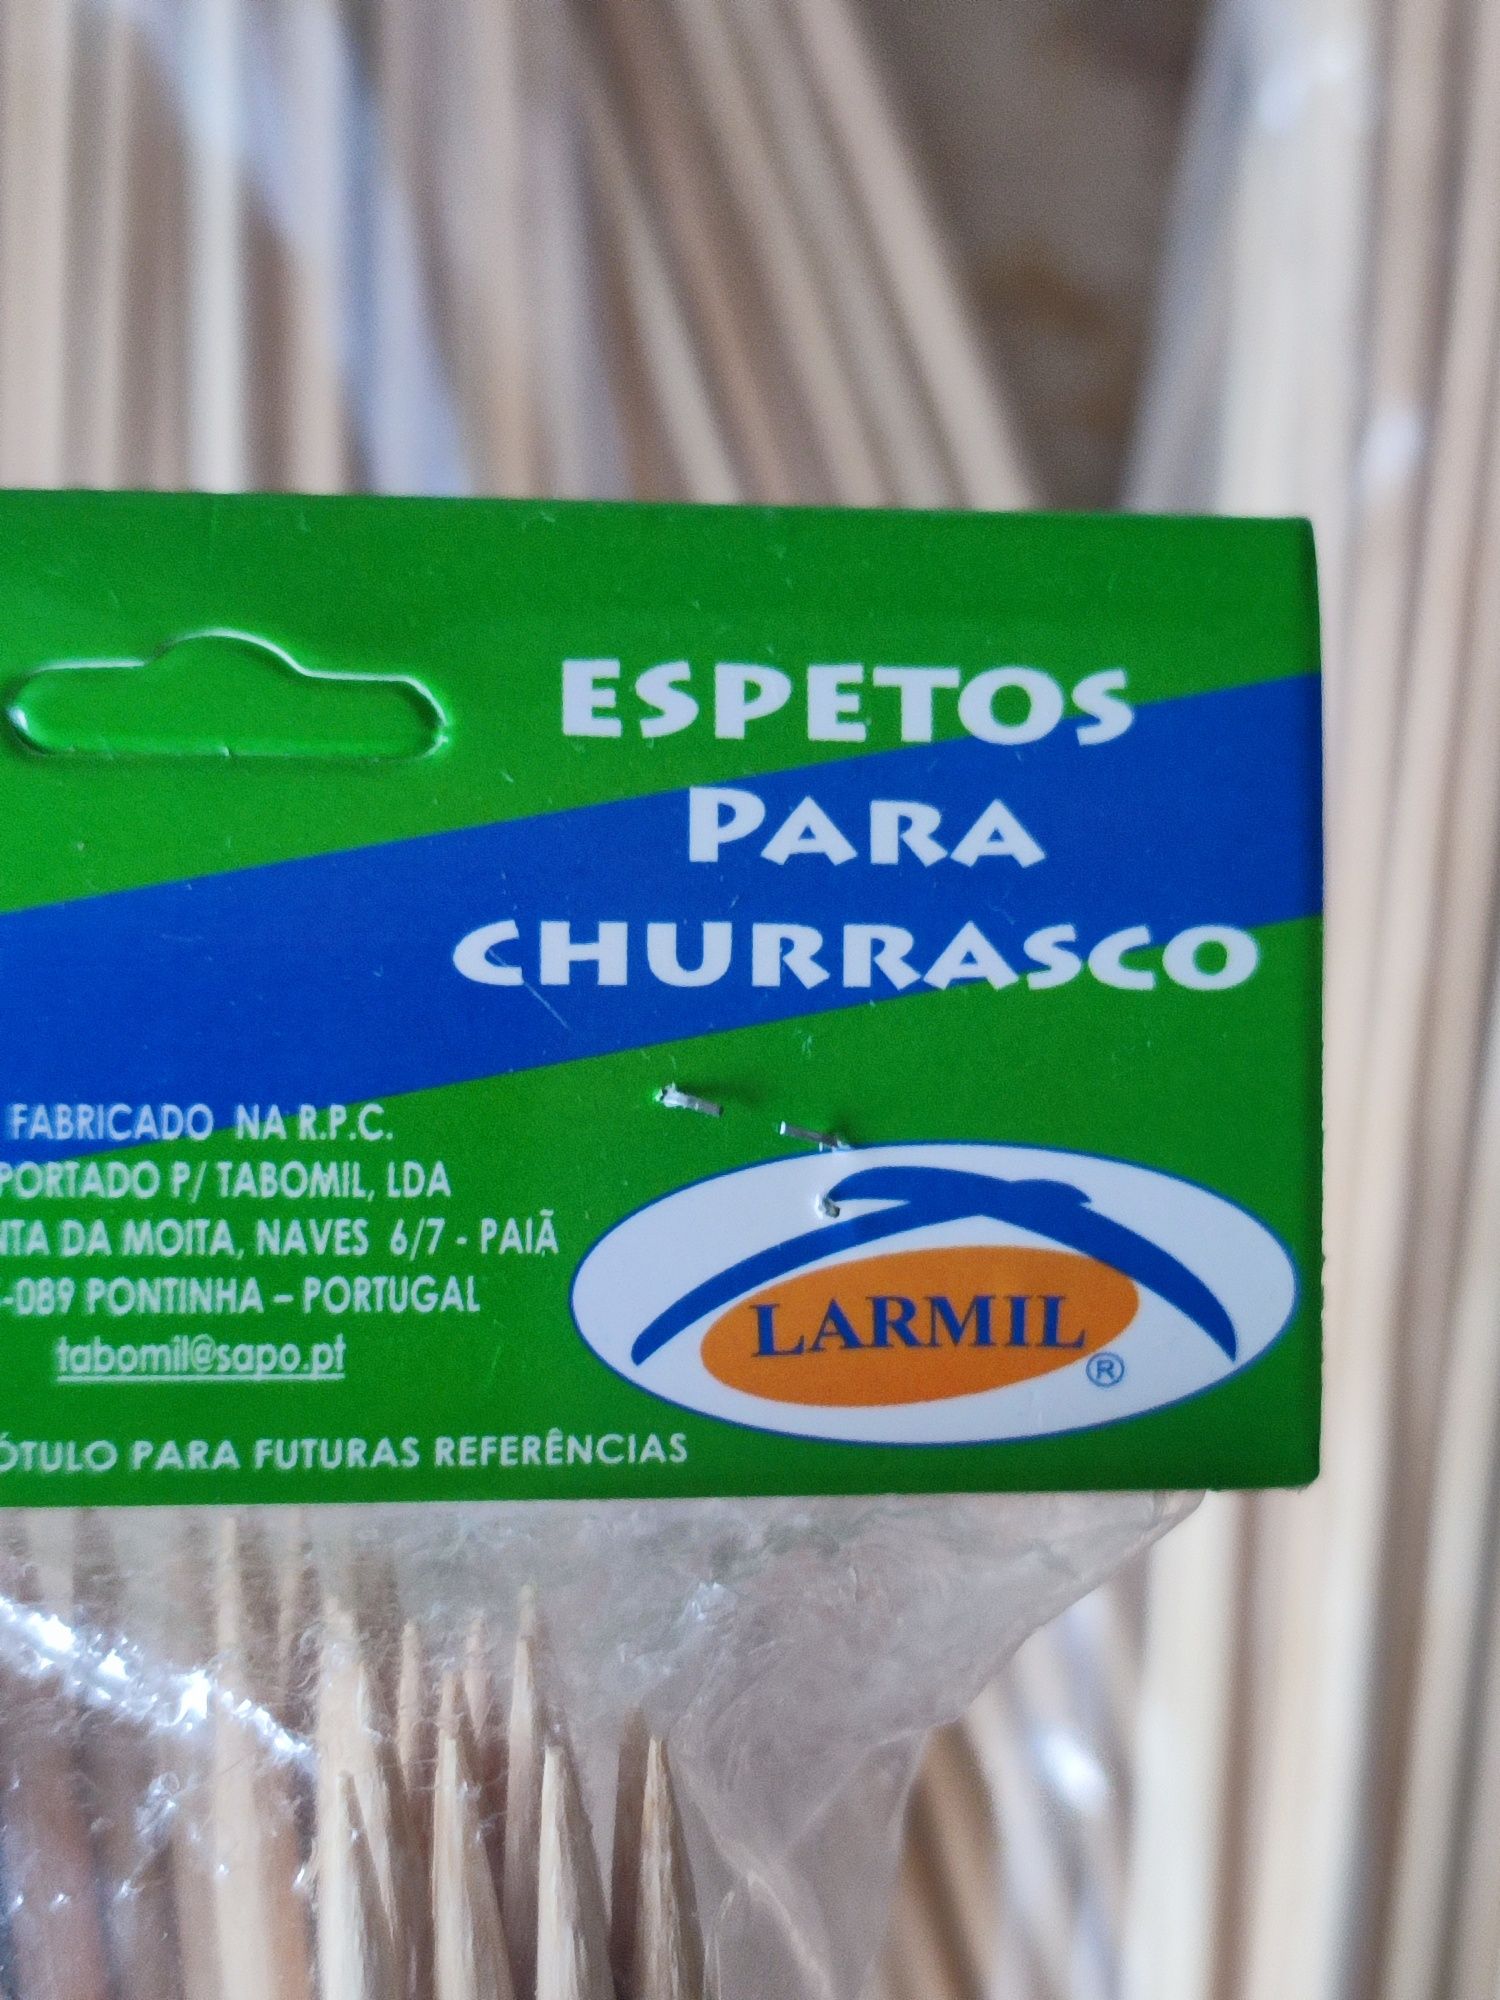 ESPETOS
PARA
CHURRASCO
FABRICADO NA R.P.C.
PORTADO P/ TABOMIL, LDA
NTA DA MOITA, NAVES 6/7 - PAIÃ
-089 PONTINHA – PORTUGAL
tabomil@sapo.pt
LARMIL
®
ÓTULO PARA FUTURAS REFERÊNCIAS